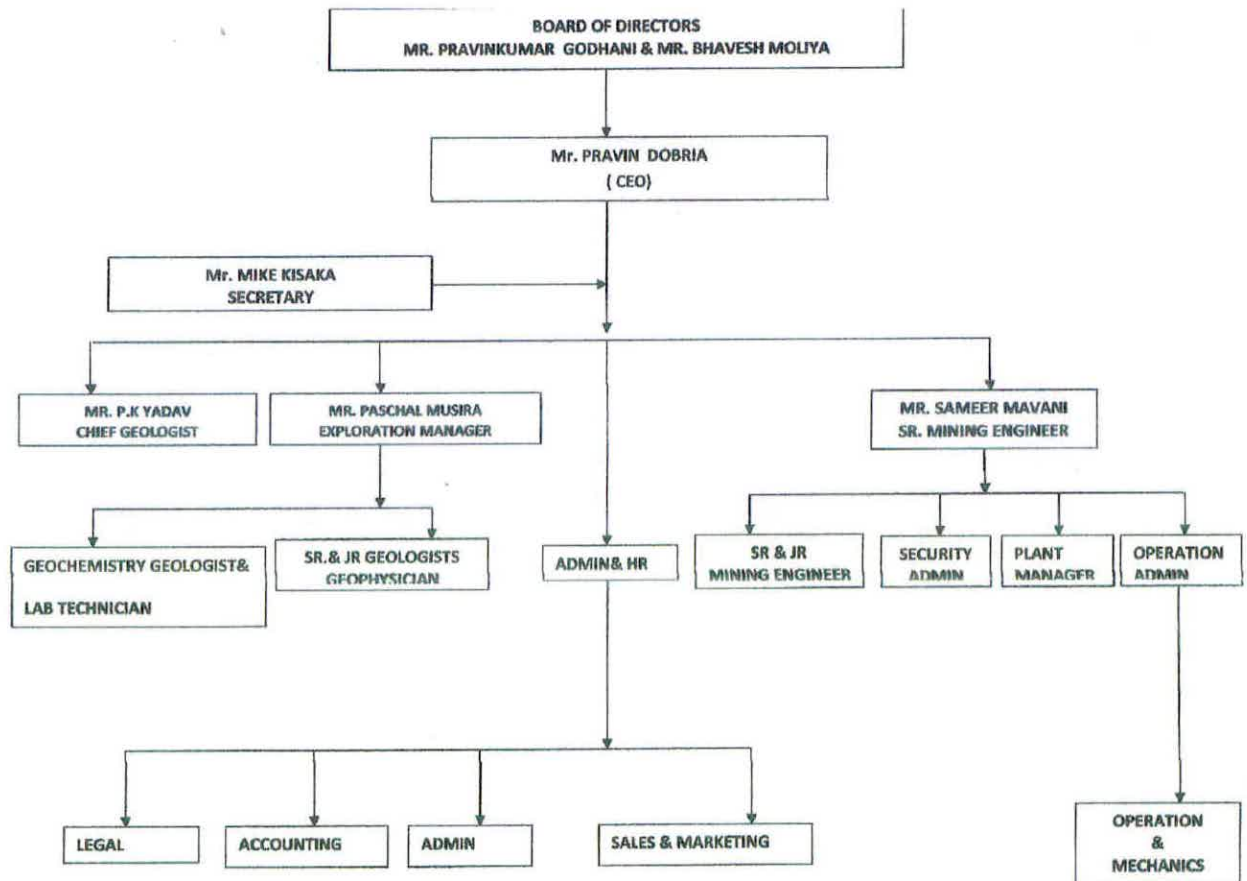 BOARD OF DIRECTORS
MR. PRAVINKUMAR GODHANI & MR. BHAVESH MOLIYA
Mr. PRAVIN DOBRIA
( CEO)
Mr. MIKE KISAKA
SECRETARY
MR. P.K YADAV
CHIEF GEOLOGIST
MR. PASCHAL MUSIRA
EXPLORATION MANAGER
MR. SAMEER MAVANI
SR. MINING ENGINEER
GEOCHEMISTRY GEOLOGIST&
LAB TECHNICIAN
SR.& JR GEOLOGISTS
GEOPHYSICIAN
ADMIN& HR
SR & JR
MINING ENGINEER
SECURITY
ADMIN
PLANT
MANAGER
OPERATION
ADMIN
LEGAL
ACCOUNTING
ADMIN
SALES & MARKETING
OPERATION
&
MECHANICS